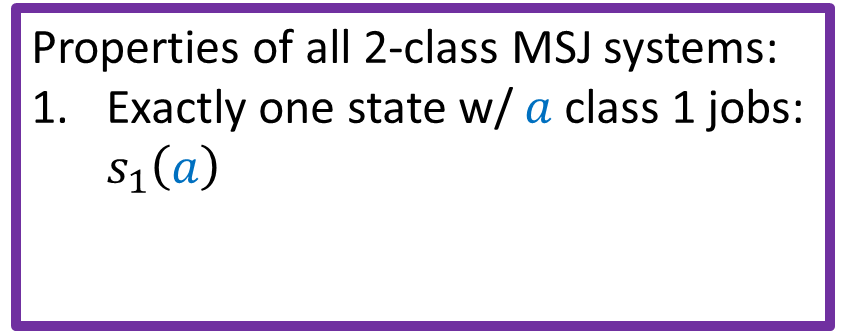 Properties of all 2-class MSJ systems:
1. Exactly one state w/ a class 1 jobs:
s₁(a)